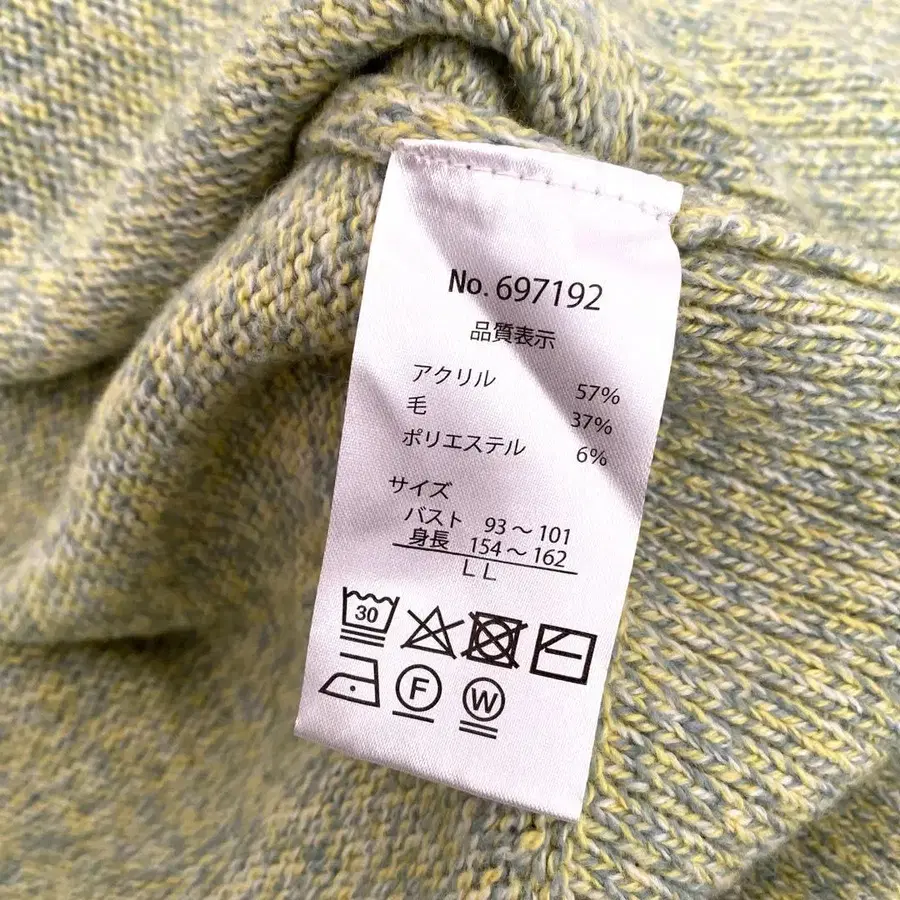 No. 697192
品質表示
アクリル 57%
毛 37%
ポリエステル 6%
サイズ
バスト 93～101
身長 154～162
LL
30
F W